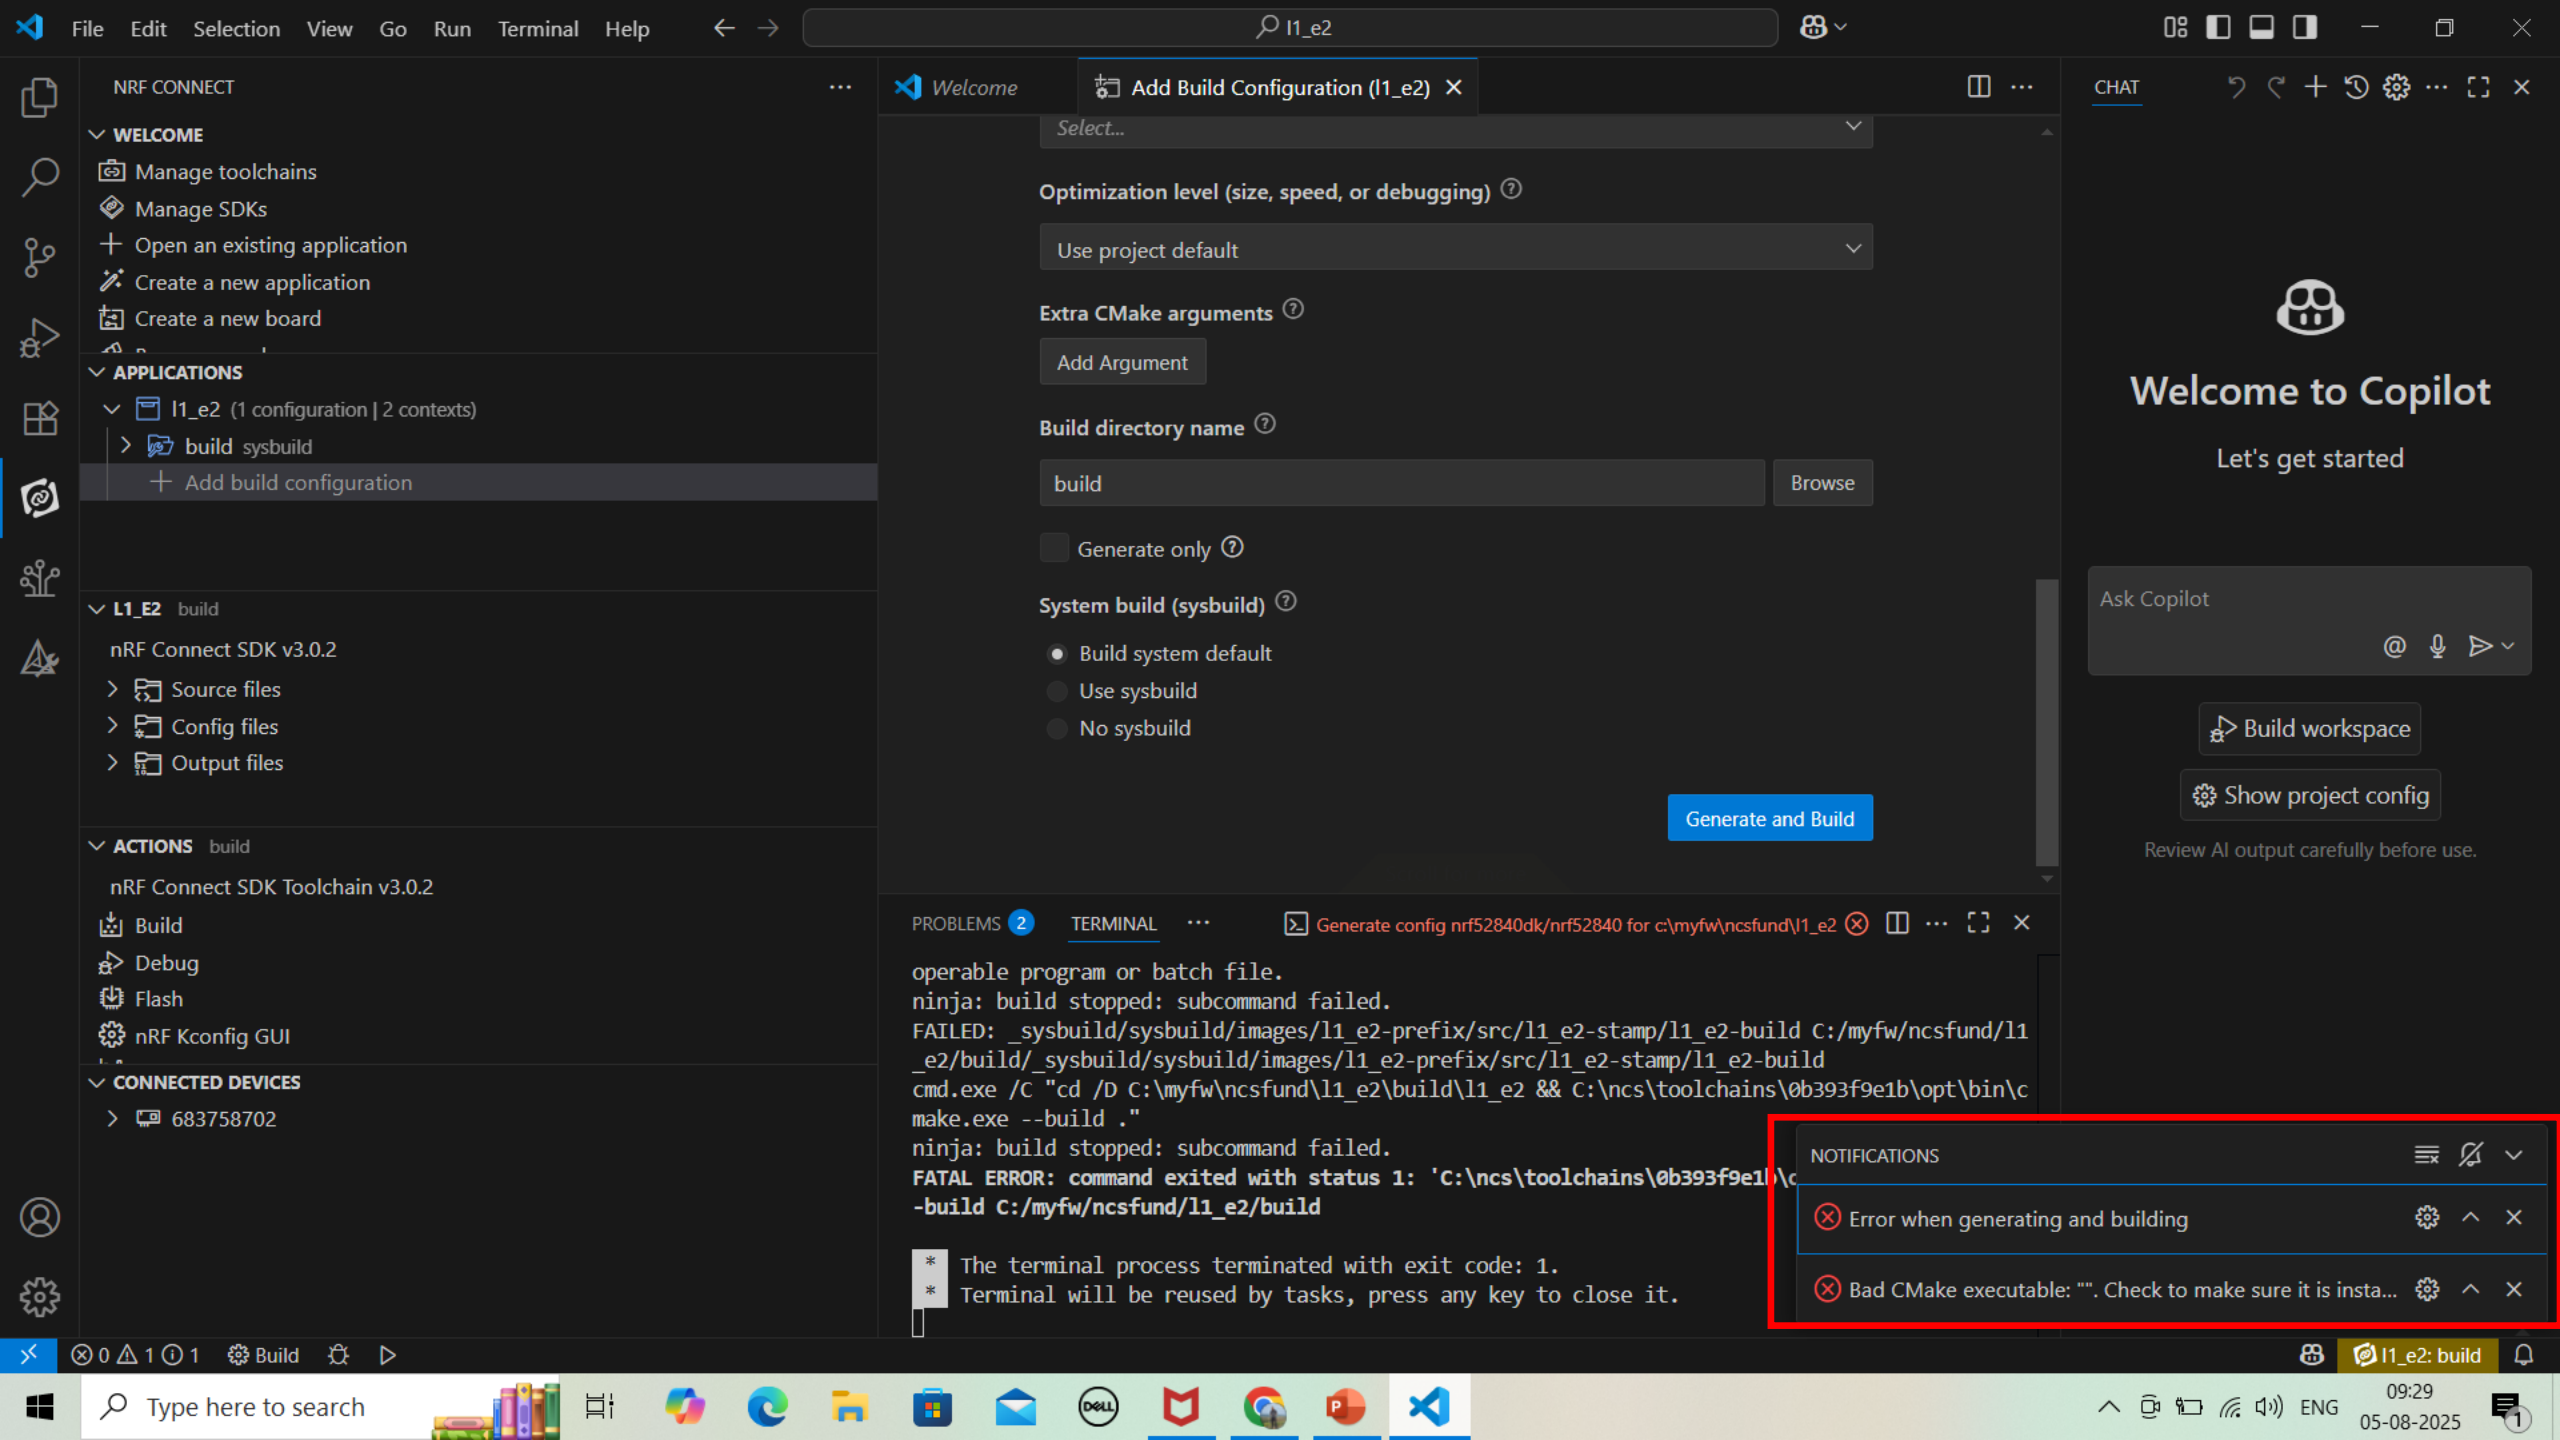 File Edit Selection View Go Run Terminal Help
l1_e2
NRF CONNECT
WELCOME
Manage toolchains
Manage SDKs
Open an existing application
Create a new application
Create a new board
APPLICATIONS
l1_e2 (1 configuration | 2 contexts)
build sysbuild
Add build configuration
L1_E2 build
nRF Connect SDK v3.0.2
Source files
Config files
Output files
ACTIONS build
nRF Connect SDK Toolchain v3.0.2
Build
Debug
Flash
nRF Kconfig GUI
CONNECTED DEVICES
683758702
Welcome
Add Build Configuration (l1_e2)
Select...
Optimization level (size, speed, or debugging)
Use project default
Extra CMake arguments
Add Argument
Build directory name
build
Browse
Generate only
System build (sysbuild)
Build system default
Use sysbuild
No sysbuild
Generate and Build
PROBLEMS 2 TERMINAL
Generate config nrf52840dk/nrf52840 for c:\myfw\ncsfund\l1_e2
operable program or batch file.
ninja: build stopped: subcommand failed.
FAILED: _sysbuild/sysbuild/images/l1_e2-prefix/src/l1_e2-stamp/l1_e2-build C:/myfw/ncsfund/l1
_e2/build/_sysbuild/sysbuild/images/l1_e2-prefix/src/l1_e2-stamp/l1_e2-build
cmd.exe /C "cd /D C:\myfw\ncsfund\l1_e2\build\l1_e2 && C:\ncs\toolchains\0b393f9e1b\opt\bin\c
make.exe --build ."
ninja: build stopped: subcommand failed.
FATAL ERROR: command exited with status 1: 'C:\ncs\toolchains\0b393f9e1b\
-build C:/myfw/ncsfund/l1_e2/build
* The terminal process terminated with exit code: 1.
* Terminal will be reused by tasks, press any key to close it.
CHAT
Welcome to Copilot
Let's get started
Ask Copilot
Build workspace
Show project config
Review AI output carefully before use.
NOTIFICATIONS
Error when generating and building
Bad CMake executable: "". Check to make sure it is insta...
0 1 1 Build
l1_e2: build
Type here to search
DELL
P
ENG
09:29
05-08-2025
1